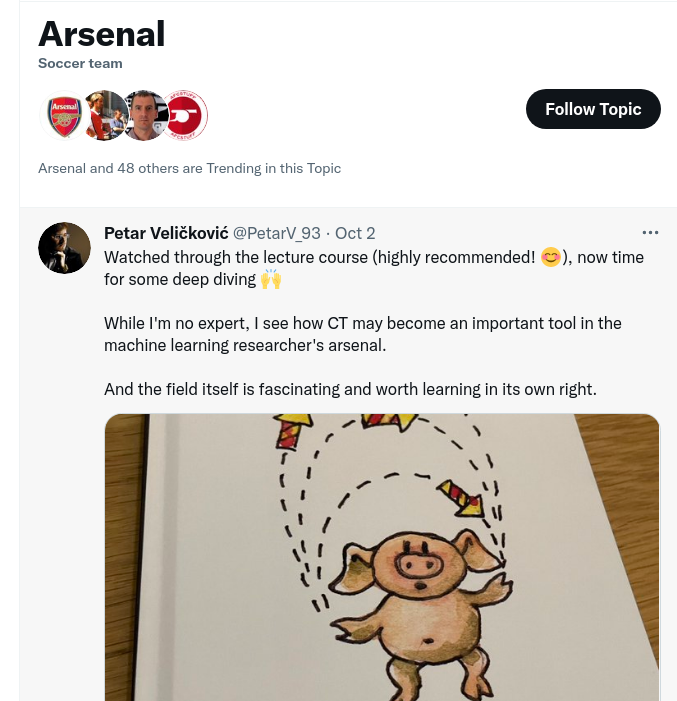 Arsenal
Soccer team
Arsenal
AFCSTUFF
AFCSTUFF
Follow Topic
Arsenal and 48 others are Trending in this Topic
Petar Veličković @PetarV_93 · Oct 2
Watched through the lecture course (highly recommended! 😊), now time
for some deep diving 🙌
While I'm no expert, I see how CT may become an important tool in the
machine learning researcher's arsenal.
And the field itself is fascinating and worth learning in its own right.